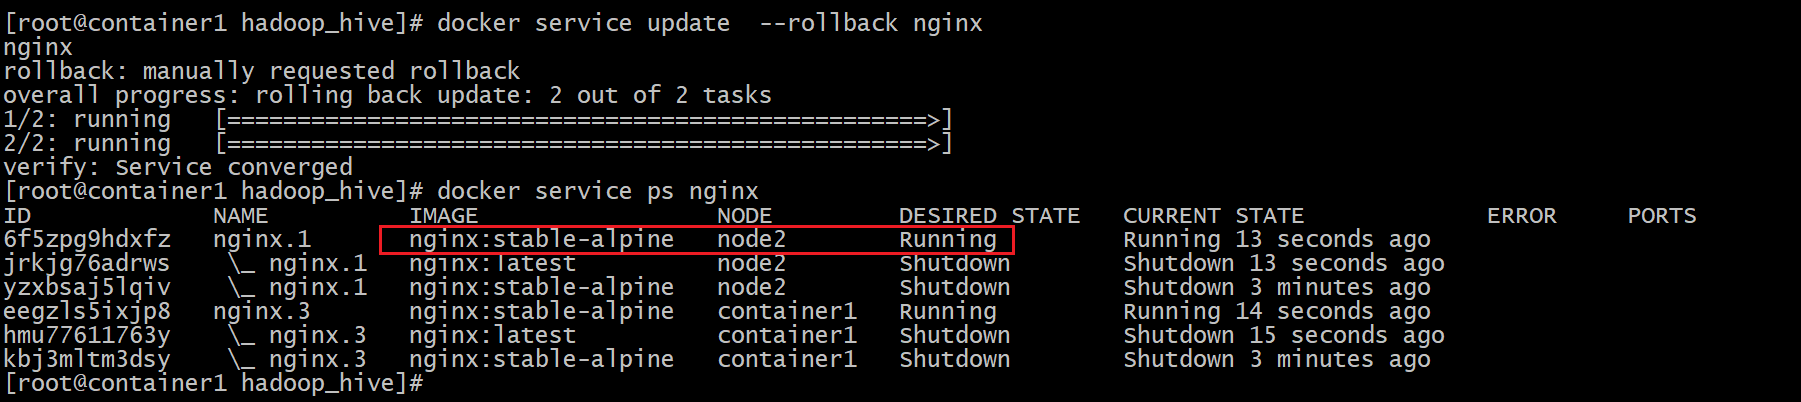 [root@container1 hadoop_hive]# docker service update  --rollback nginx
nginx
rollback: manually requested rollback
overall progress: rolling back update: 2 out of 2 tasks
1/2: running   [==================================================>]
2/2: running   [==================================================>]
verify: Service converged
[root@container1 hadoop_hive]# docker service ps nginx
ID             NAME          IMAGE                 NODE         DESIRED STATE   CURRENT STATE             ERROR     PORTS
6f5zpg9hdxfz   nginx.1       nginx:stable-alpine   node2        Running         Running 13 seconds ago
jrkjg76adrws    \_ nginx.1   nginx:latest          node2        Shutdown        Shutdown 13 seconds ago
yzxbsaj5lqiv    \_ nginx.1   nginx:stable-alpine   node2        Shutdown        Shutdown 3 minutes ago
eegzls5ixjp8   nginx.3       nginx:stable-alpine   container1   Running         Running 14 seconds ago
hmu77611763y    \_ nginx.3   nginx:latest          container1   Shutdown        Shutdown 15 seconds ago
kbj3mltm3dsy    \_ nginx.3   nginx:stable-alpine   container1   Shutdown        Shutdown 3 minutes ago
[root@container1 hadoop_hive]#